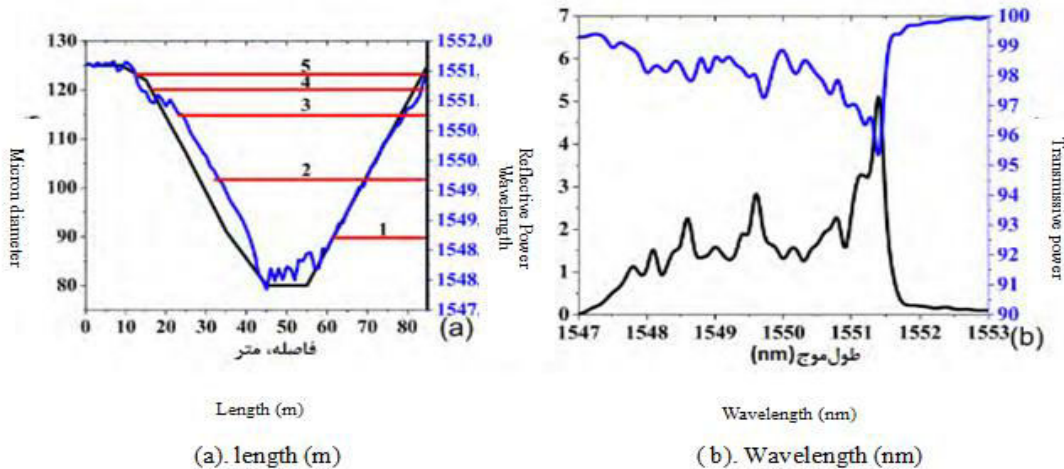 130
120
110
100
90
80
0 10 20 30 40 50 60 70 80
فاصله، متر
5
4
3
2
1
(a)
Micron diameter
1552,0
1551,
1550,
1550,
1549,
1548,
1548,
1547,
Reflective Power
Wavelength
Length (m)
(a). length (m)
7
6
5
4
3
2
1
0
1547 1548 1549 1550 1551 1552 1553
طول‌موج(nm)
100
99
98
97
96
95
94
93
92
91
90
(b)
Transmissive power
Wavelength (nm)
(b). Wavelength (nm)